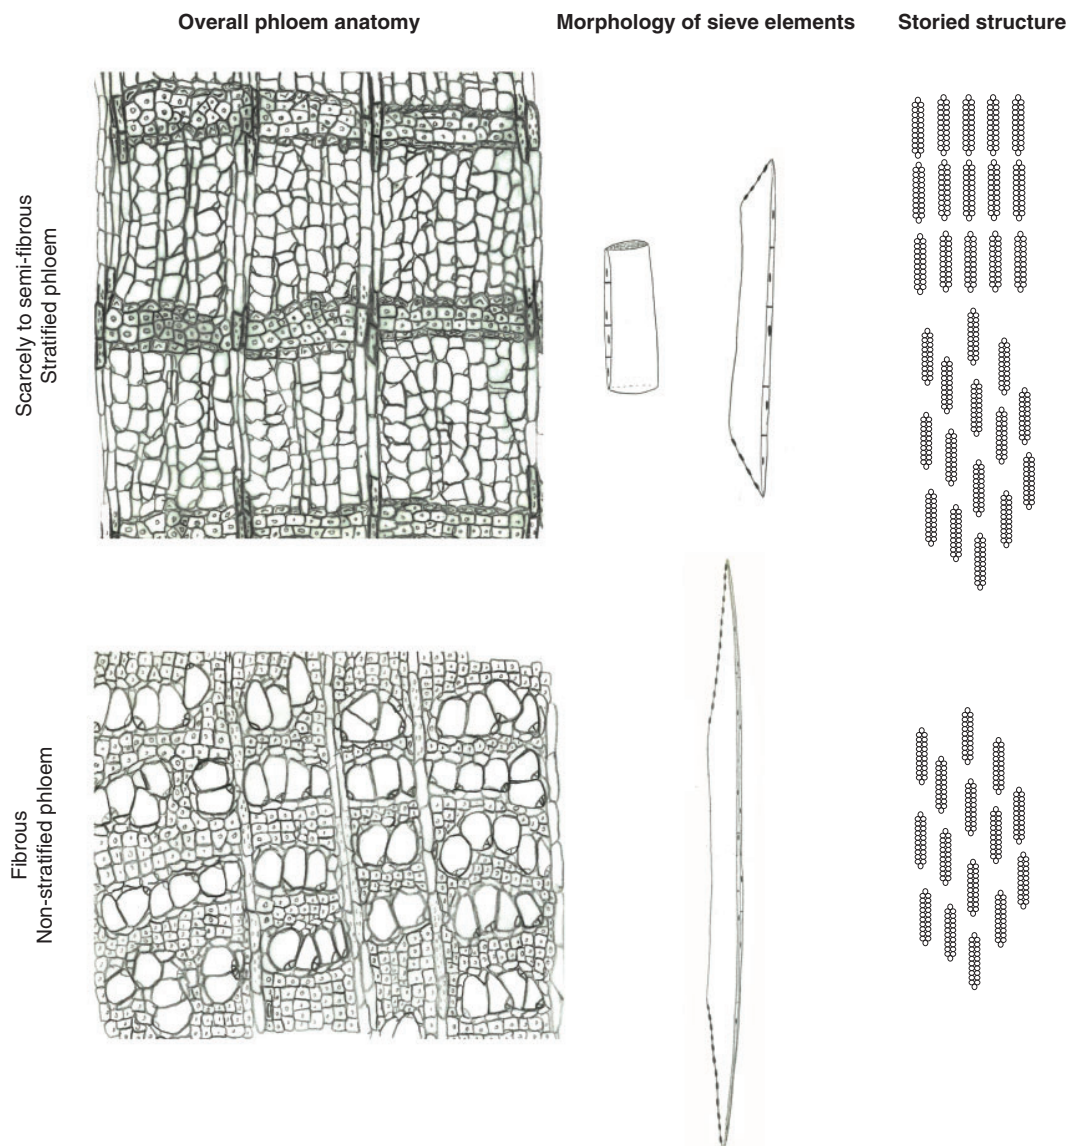 Overall phloem anatomy
Morphology of sieve elements
Storied structure
Scarcely to semi-fibrous
Stratified phloem
Fibrous
Non-stratified phloem